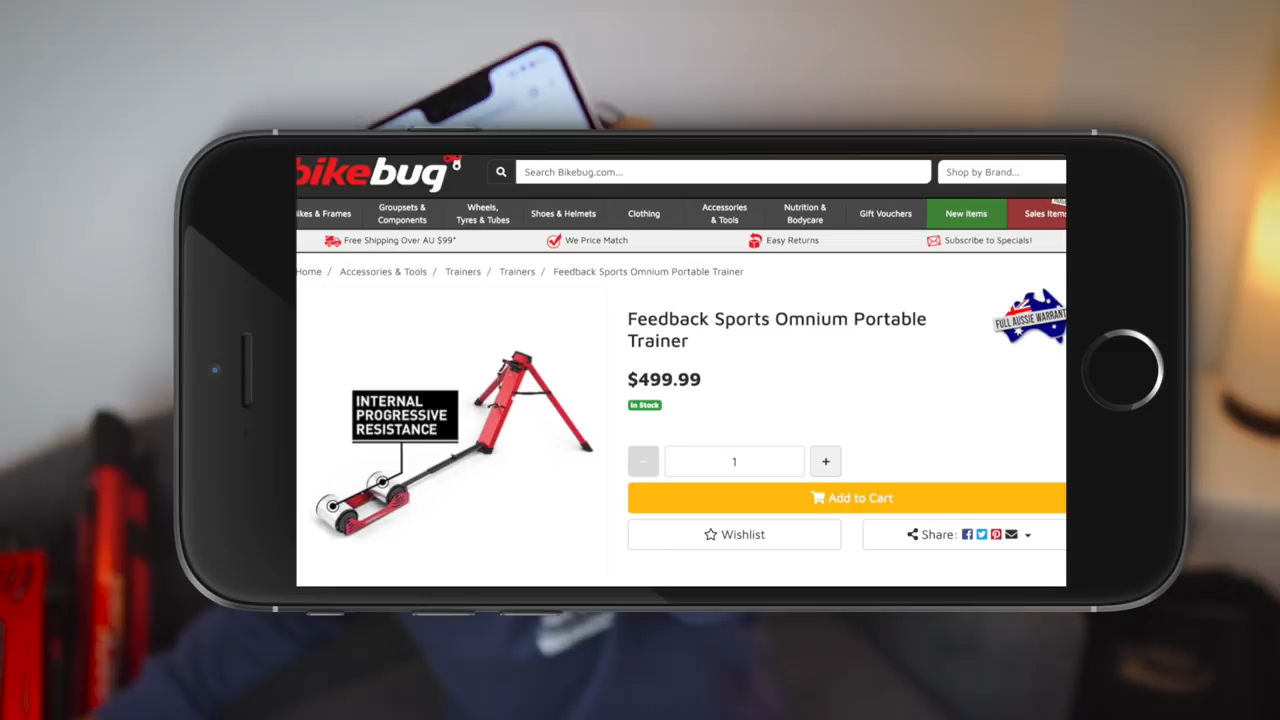 bikebug
Search Bikebug.com...
Shop by Brand...
ikes & Frames
Groupsets &
Components
Wheels,
Tyres & Tubes
Shoes & Helmets
Clothing
Accessories
& Tools
Nutrition &
Bodycare
Gift Vouchers
New Items
Sales Items
Free Shipping Over AU $99*
We Price Match
Easy Returns
Subscribe to Specials!
Home / Accessories & Tools / Trainers / Trainers / Feedback Sports Omnium Portable Trainer
Feedback Sports Omnium Portable
Trainer
FULL AUSSIE WARRANT
$499.99
In Stock
INTERNAL
PROGRESSIVE
RESISTANCE
- 1 +
Add to Cart
Wishlist
Share: